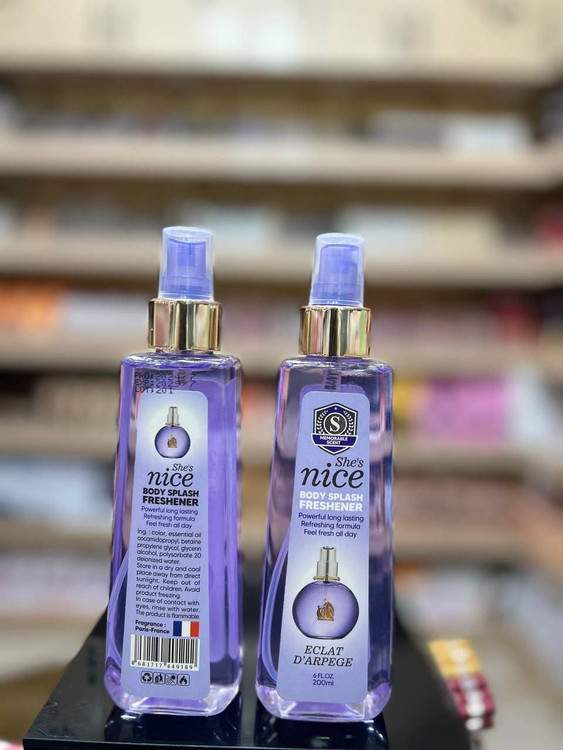 She's
nice
BODY SPLASH
FRESHENER
Powerful long lasting
Refreshing formula
Feel fresh all day
Ing.: color, essential oil
cocamidopropyl, betaine
propylene gycol, glycerin
alcohol, polysorbate 20
deionized water.
Store in a dry and cool
place away from direct
sunlight. Keep out of
reach of children. Avoid
product freezing.
In case of contact with
eyes, rinse with water.
The product is flammable.
Fragrance :
Paris-France
8 681717 449189
S
MEMORABLE
SCENT
She's
nice
BODY SPLASH
FRESHENER
Powerful long lasting
Refreshing formula
Feel fresh all day
ECLAT
D'ARPEGE
6 FL.OZ.
200ml